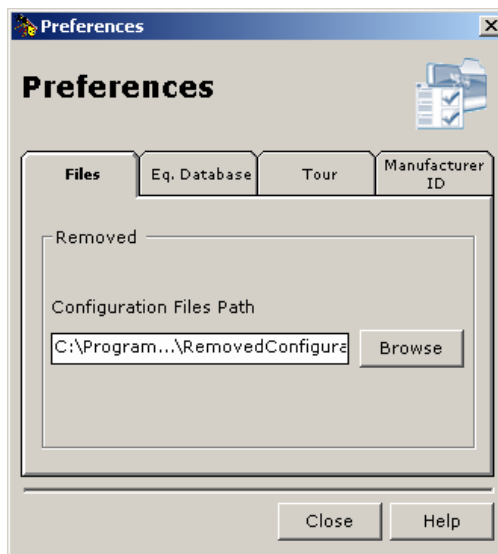 Preferences
Preferences
Files
Eq. Database
Tour
Manufacturer
ID
Removed
Configuration Files Path
C:\Program...\RemovedConfigura
Browse
Close
Help